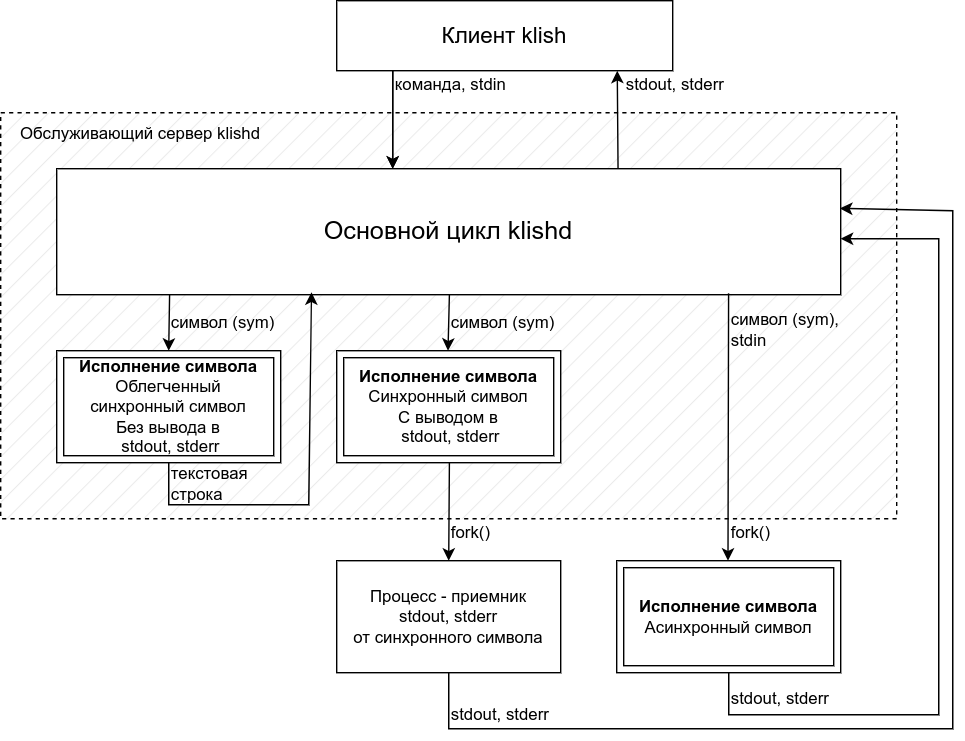 Клиент klish
команда, stdin
stdout, stderr
Обслуживающий сервер klishd
Основной цикл klishd
символ (sym)
символ (sym)
символ (sym),
stdin
Исполнение символа
Облегченный
синхронный символ
Без вывода в
stdout, stderr
Исполнение символа
Синхронный символ
С выводом в
stdout, stderr
текстовая
строка
fork()
fork()
Процесс - приемник
stdout, stderr
от синхронного символа
Исполнение символа
Асинхронный символ
stdout, stderr
stdout, stderr